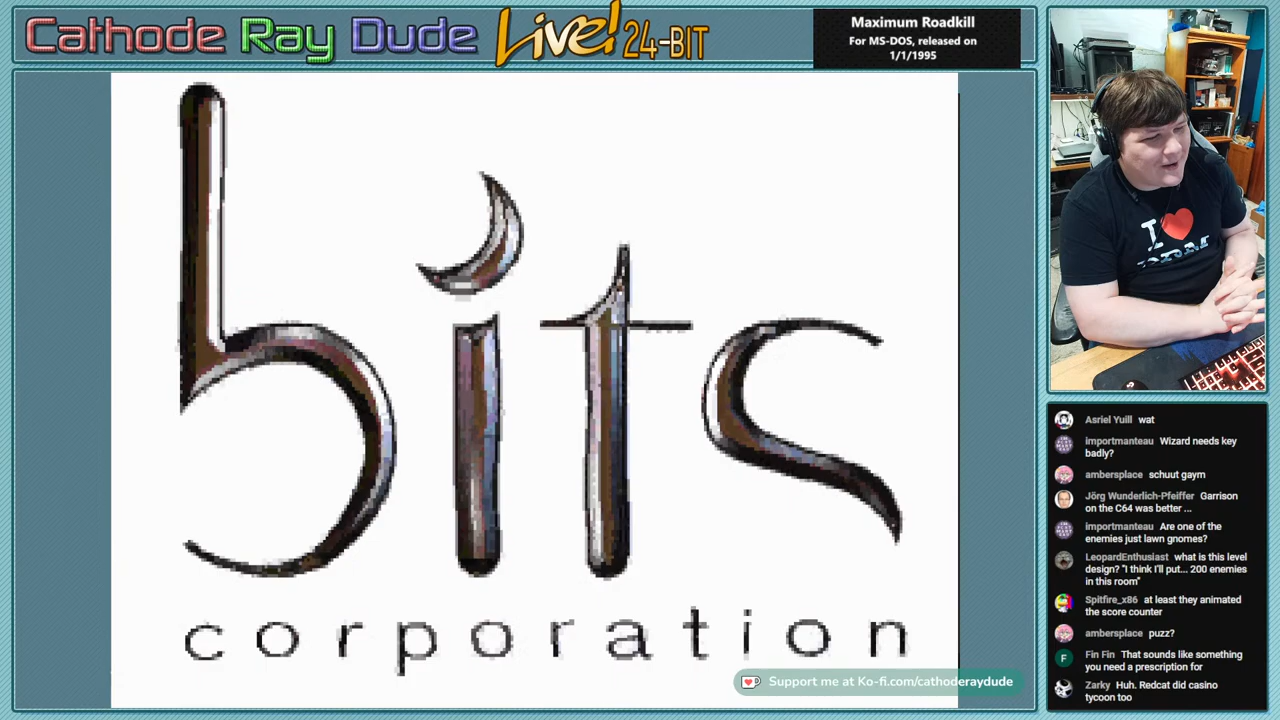 Cathode Ray Dude Live! 24-BIT
Maximum Roadkill
For MS-DOS, released on
1/1/1995
bits
corporation
Support me at Ko-fi.com/cathoderaydude
I
Asriel Yuill wat
importmanteau Wizard needs key
badly?
ambersplace schuut gaym
Jörg Wunderlich-Pfeiffer Garrison
on the C64 was better ...
importmanteau Are one of the
enemies just lawn gnomes?
LeopardEnthusiast what is this level
design? "I think I'll put... 200 enemies
in this room"
Spitfire_x86 at least they animated
the score counter
ambersplace puzz?
F Fin Fin That sounds like something
you need a prescription for
Zarky Huh. Redcat did casino
tycoon too